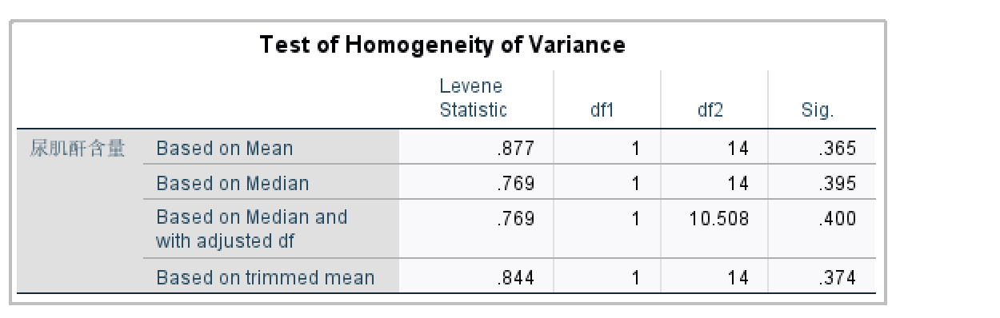 Test of Homogeneity of Variance
Levene
Statistic df1 df2 Sig.
尿肌酐含量 Based on Mean .877 1 14 .365
Based on Median .769 1 14 .395
Based on Median and .769 1 10.508 .400
with adjusted df
Based on trimmed mean .844 1 14 .374